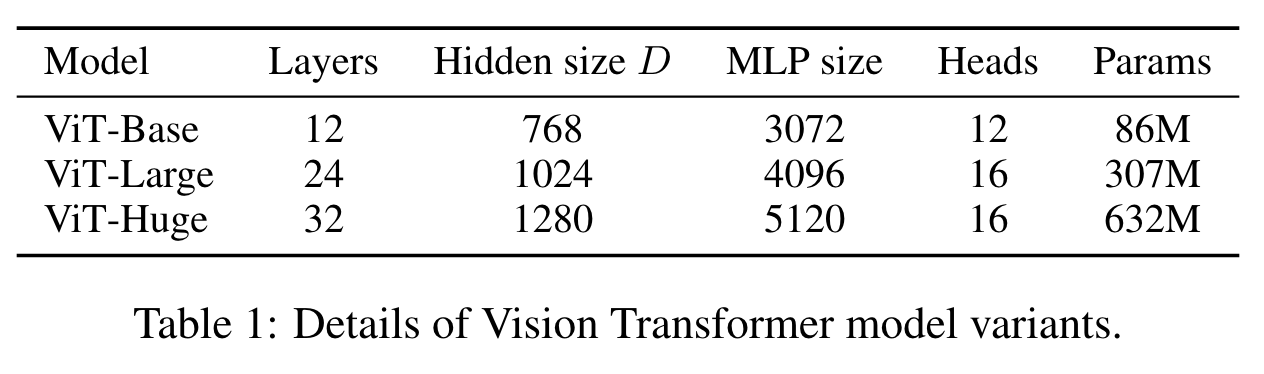 Model Layers Hidden size D MLP size Heads Params
ViT-Base 12 768 3072 12 86M
ViT-Large 24 1024 4096 16 307M
ViT-Huge 32 1280 5120 16 632M
Table 1: Details of Vision Transformer model variants.